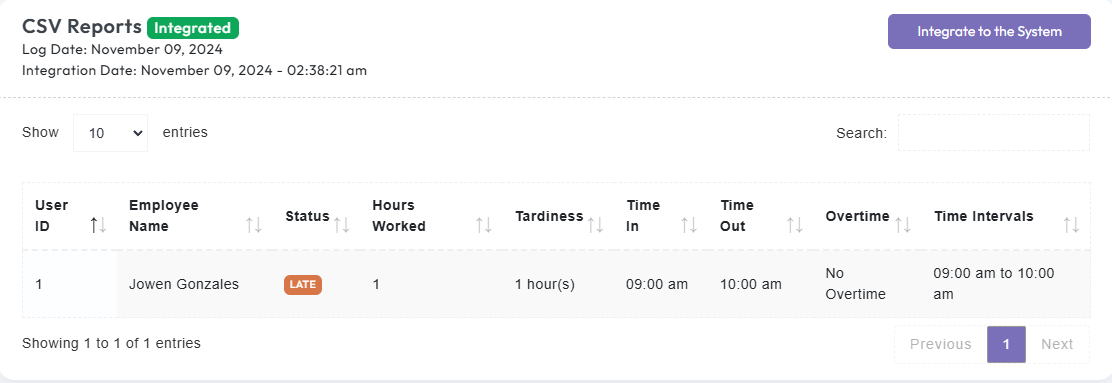 CSV Reports Integrated
Integrate to the System
Log Date: November 09, 2024
Integration Date: November 09, 2024 - 02:38:21 am
Show 10 entries
Search:
User ID
Employee Name
Status
Hours Worked
Tardiness
Time In
Time Out
Overtime
Time Intervals
1
Jowen Gonzales
LATE
1
1 hour(s)
09:00 am
10:00 am
No Overtime
09:00 am to 10:00 am
Showing 1 to 1 of 1 entries
Previous 1 Next